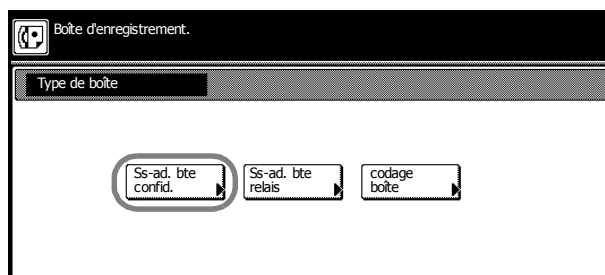 Boîte d'enregistrement.
Type de boîte
Ss-ad. bte
confid.
Ss-ad. bte
relais
codage
boîte